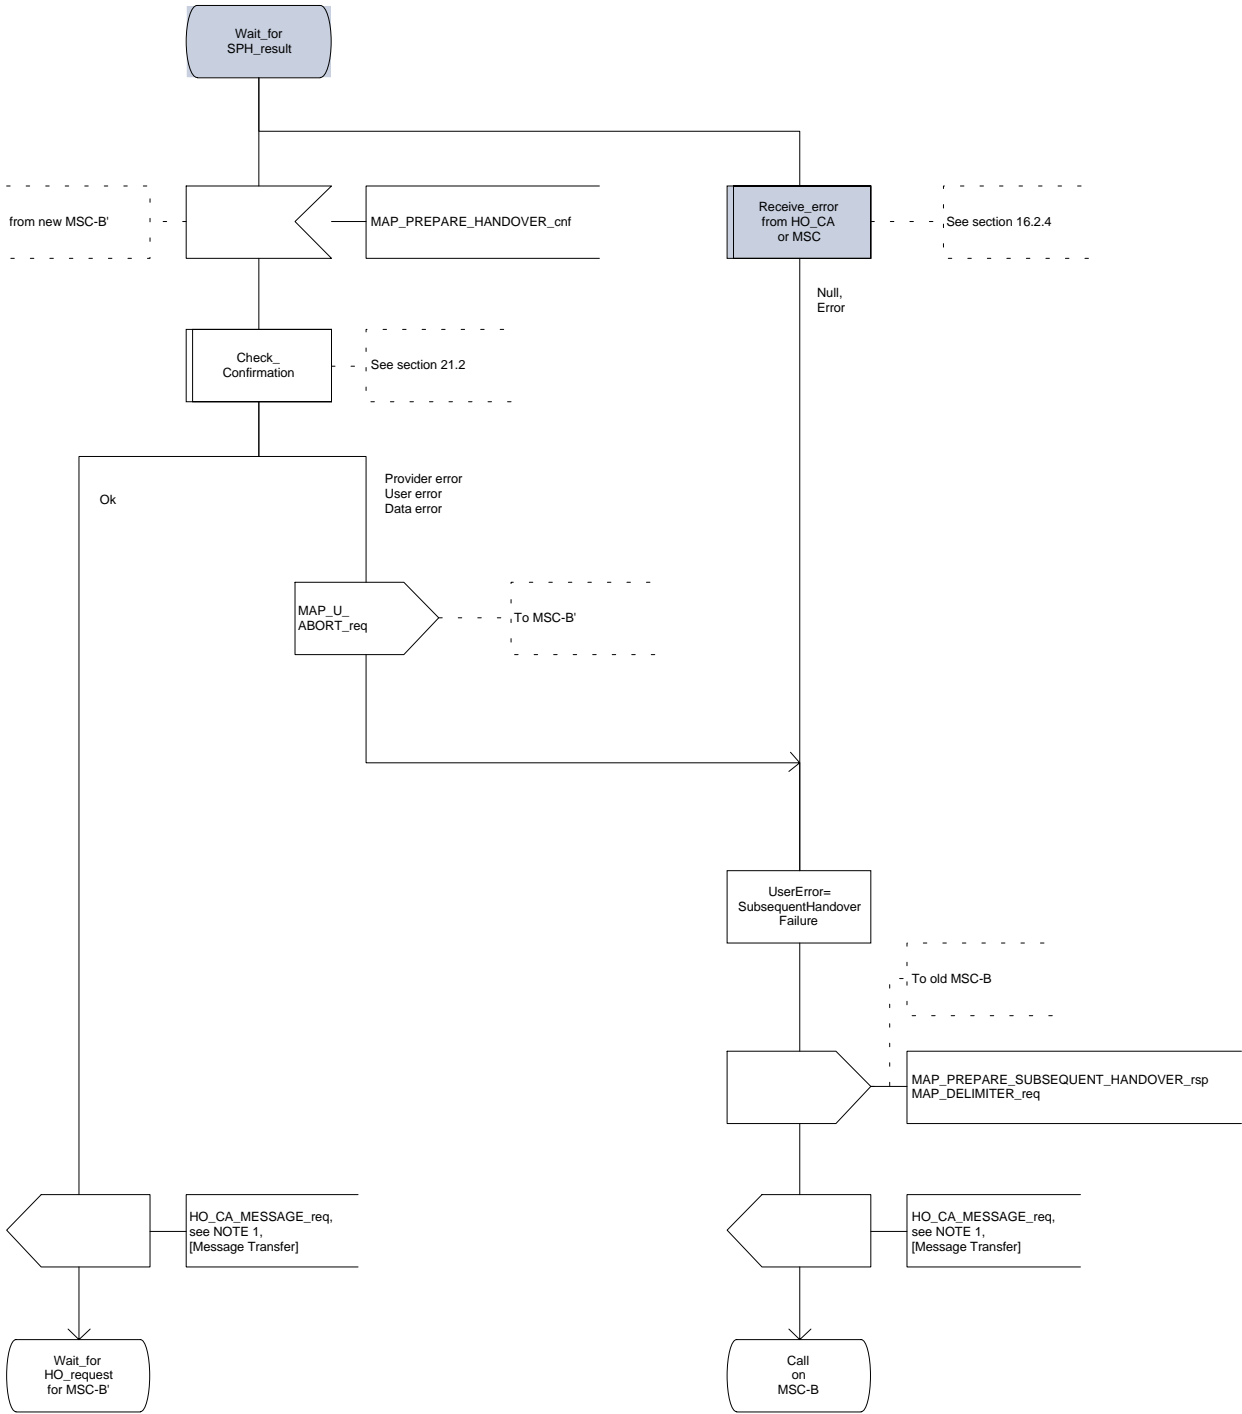 Wait_for
SPH_result
from new MSC-B'
MAP_PREPARE_HANDOVER_cnf
Receive_error
from HO_CA
or MSC
See section 16.2.4
Null,
Error
Check_
Confirmation
See section 21.2
Ok
Provider error
User error
Data error
MAP_U_
ABORT_req
To MSC-B'
UserError=
SubsequentHandover
Failure
To old MSC-B
MAP_PREPARE_SUBSEQUENT_HANDOVER_rsp
MAP_DELIMITER_req
HO_CA_MESSAGE_req,
see NOTE 1,
[Message Transfer]
HO_CA_MESSAGE_req,
see NOTE 1,
[Message Transfer]
Wait_for
HO_request
for MSC-B'
Call
on
MSC-B